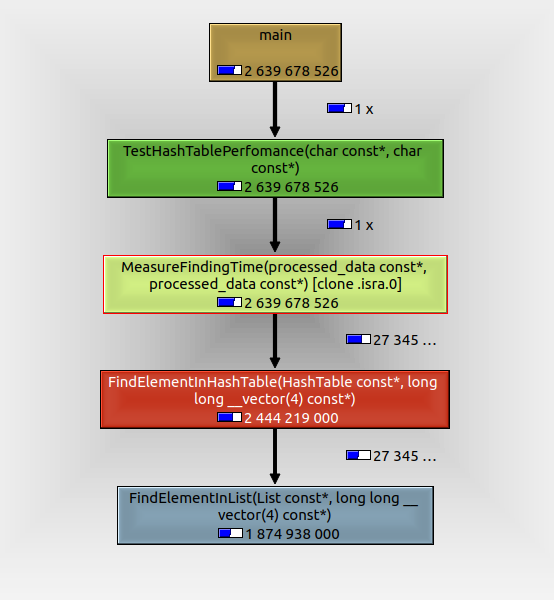 main
2 639 678 526
1 x
TestHashTablePerfomance(char const*, char
const*)
2 639 678 526
1 x
MeasureFindingTime(processed_data const*,
processed_data const*) [clone .isra.0]
2 639 678 526
27 345 ...
FindElementInHashTable(HashTable const*, long
long __vector(4) const*)
2 444 219 000
27 345 ...
FindElementInList(List const*, long long __
vector(4) const*)
1 874 938 000